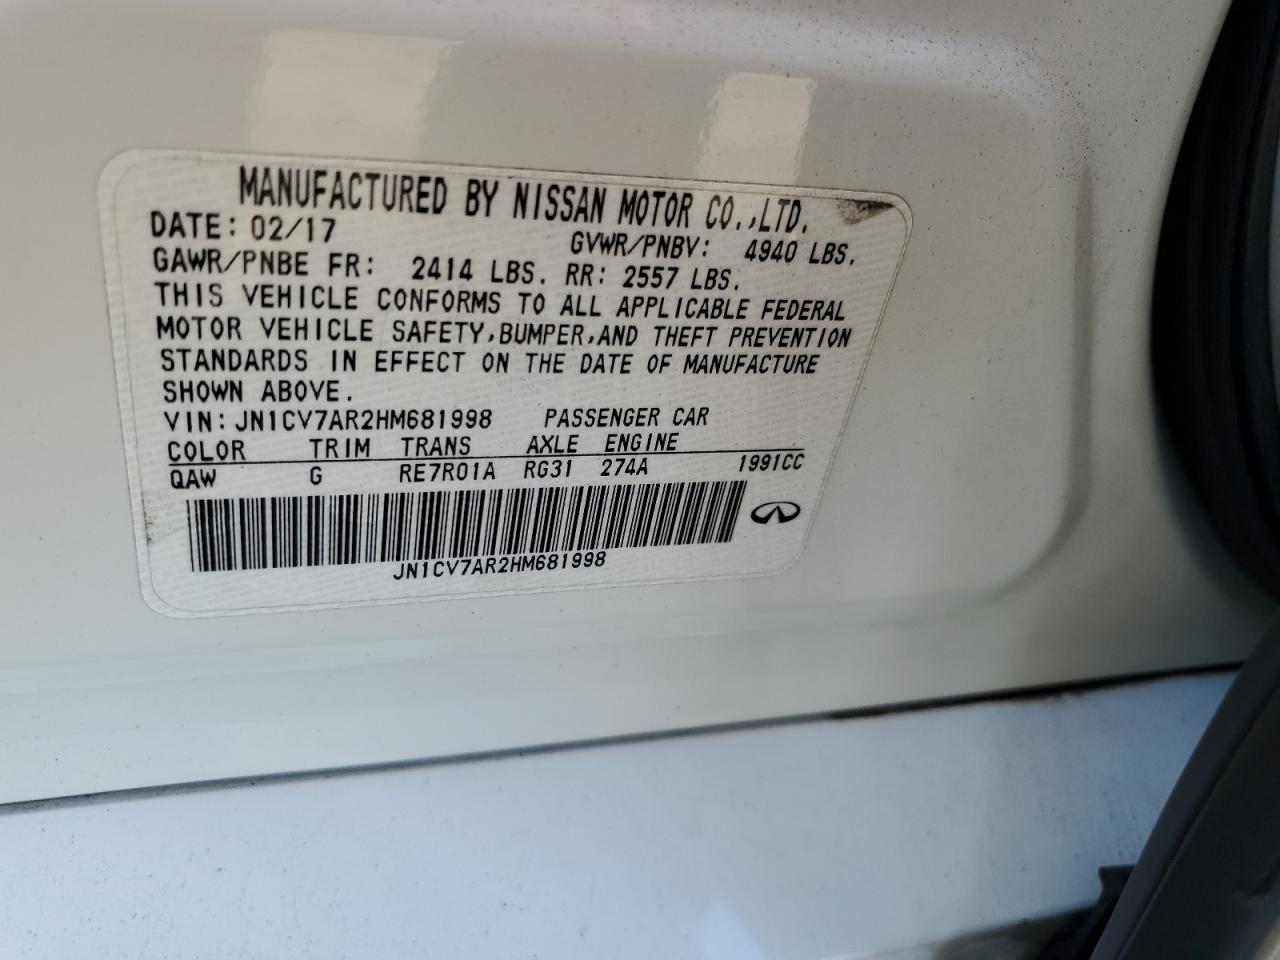 MANUFACTURED BY NISSAN MOTOR CO.,LTD.
DATE: 02/17 GVWR/PNBV: 4940 LBS.
GAWR/PNBE FR: 2414 LBS. RR: 2557 LBS.
THIS VEHICLE CONFORMS TO ALL APPLICABLE FEDERAL
MOTOR VEHICLE SAFETY,BUMPER,AND THEFT PREVENTION
STANDARDS IN EFFECT ON THE DATE OF MANUFACTURE
SHOWN ABOVE.
VIN:JN1CV7AR2HM681998 PASSENGER CAR
COLOR TRIM TRANS AXLE ENGINE
QAW G RE7R01A RG31 274A 1991CC
JN1CV7AR2HM681998